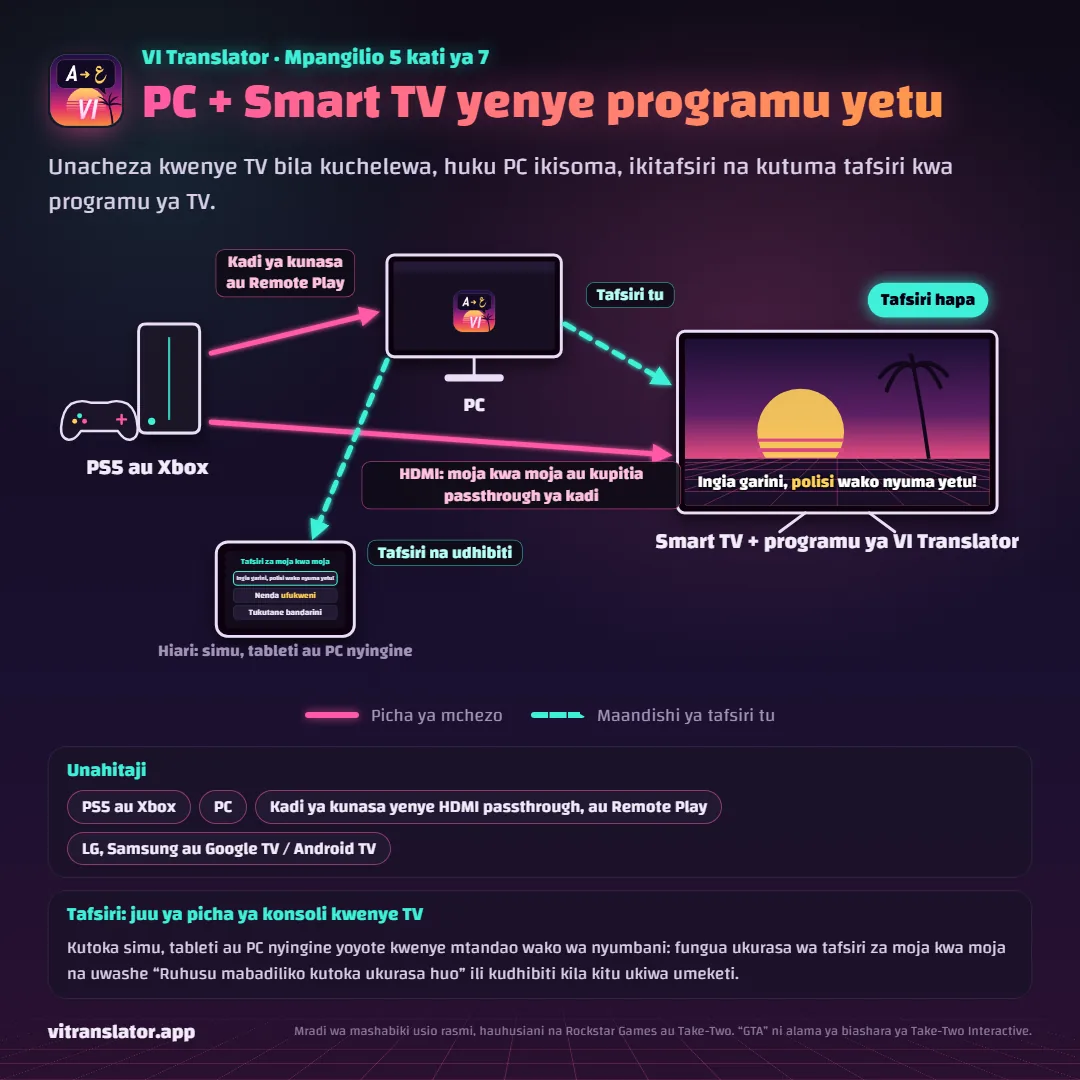 A→ع
VI
VI Translator · Mpangilio 5 kati ya 7
PC + Smart TV yenye programu yetu
Unacheza kwenye TV bila kuchelewa, huku PC ikisoma, ikitafsiri na kutuma tafsiri kwa
programu ya TV.
Kadi ya kunasa
au Remote Play
A→ع
VI
Tafsiri tu
Tafsiri hapa
PC
PS5 au Xbox
HDMI: moja kwa moja au kupitia
passthrough ya kadi
Ingia garini, polisi wako nyuma yetu!
Smart TV + programu ya VI Translator
Tafsiri na udhibiti
Tafsiri za moja kwa moja
Ingia garini, polisi wako nyuma yetu!
Nenda ufukweni
Tukutane bandarini
Hiari: simu, tableti au PC nyingine
Picha ya mchezo
Maandishi ya tafsiri tu
Unahitaji
PS5 au Xbox
PC
Kadi ya kunasa yenye HDMI passthrough, au Remote Play
LG, Samsung au Google TV / Android TV
Tafsiri: juu ya picha ya konsoli kwenye TV
Kutoka simu, tableti au PC nyingine yoyote kwenye mtandao wako wa nyumbani: fungua ukurasa wa tafsiri za moja kwa moja
na uwashe “Ruhusu mabadiliko kutoka ukurasa huo” ili kudhibiti kila kitu ukiwa umeketi.
vitranslator.app
Mradi wa mashabiki usio rasmi, hauhusiani na Rockstar Games au Take-Two. “GTA” ni alama ya biashara ya Take-Two Interactive.